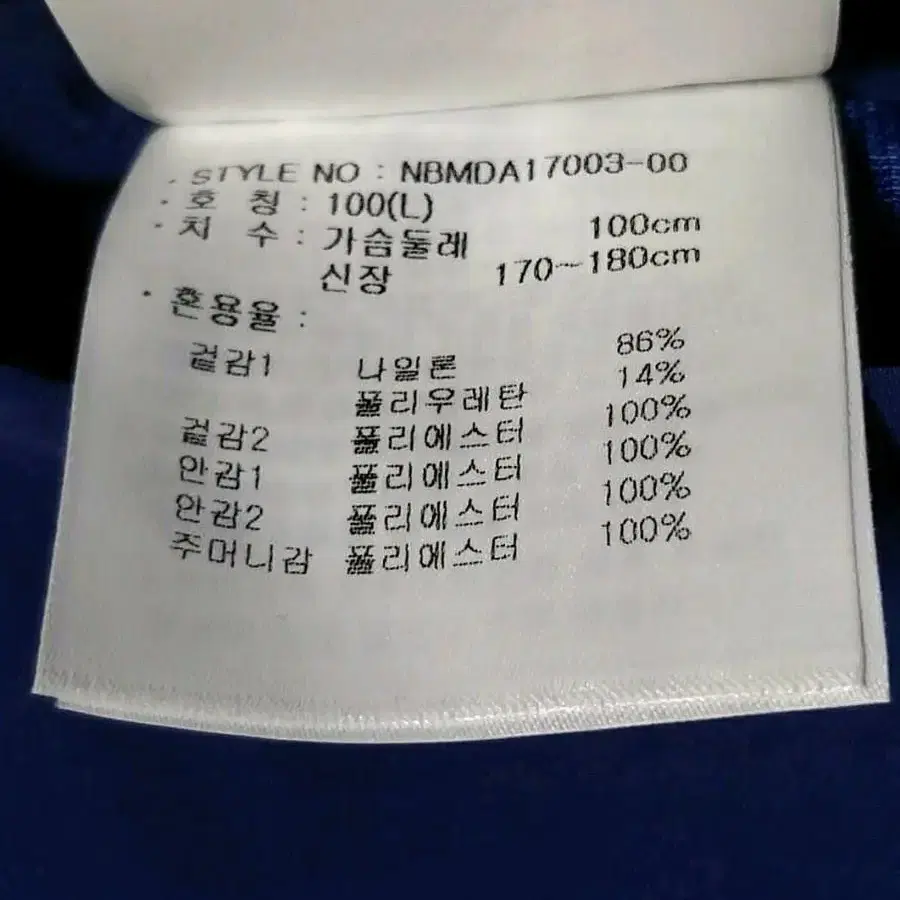 · STYLE NO : NBMDA17003-00
· 호 칭 : 100(L)
· 치 수 : 가슴둘레 100cm
신장 170~180cm
· 혼용율 :
겉감1 나일론 86%
폴리우레탄 14%
겉감2 폴리에스터 100%
안감1 폴리에스터 100%
안감2 폴리에스터 100%
주머니감 폴리에스터 100%